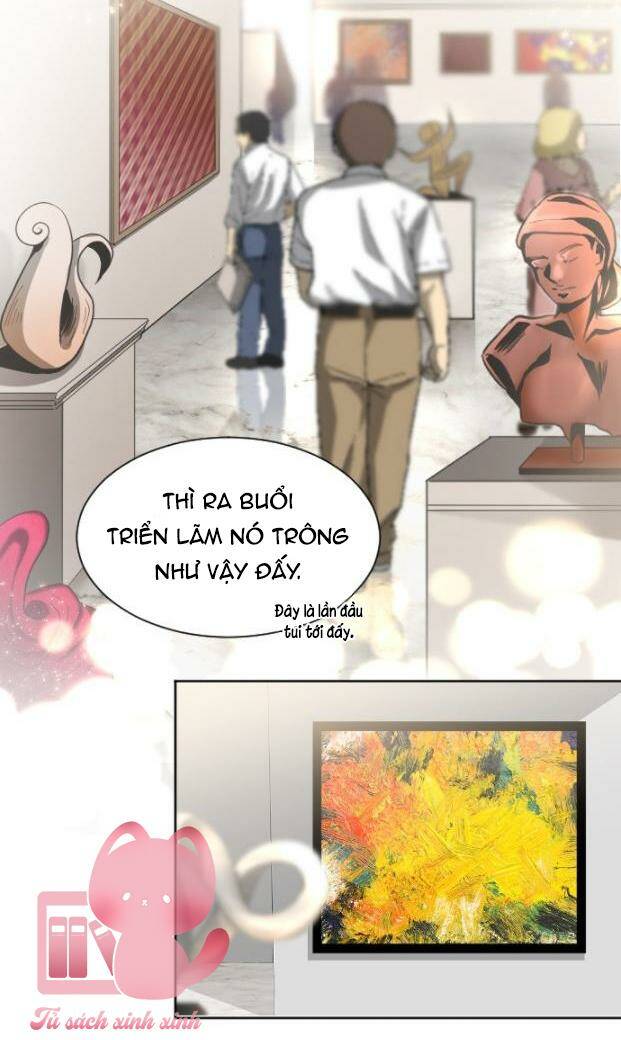 THÌ RA BUỔI
TRIỂN LÃM NÓ TRÔNG
NHƯ VẬY ĐẤY.
Đây là lần đầu
tui tới đấy.
Tủ sách xinh xinh